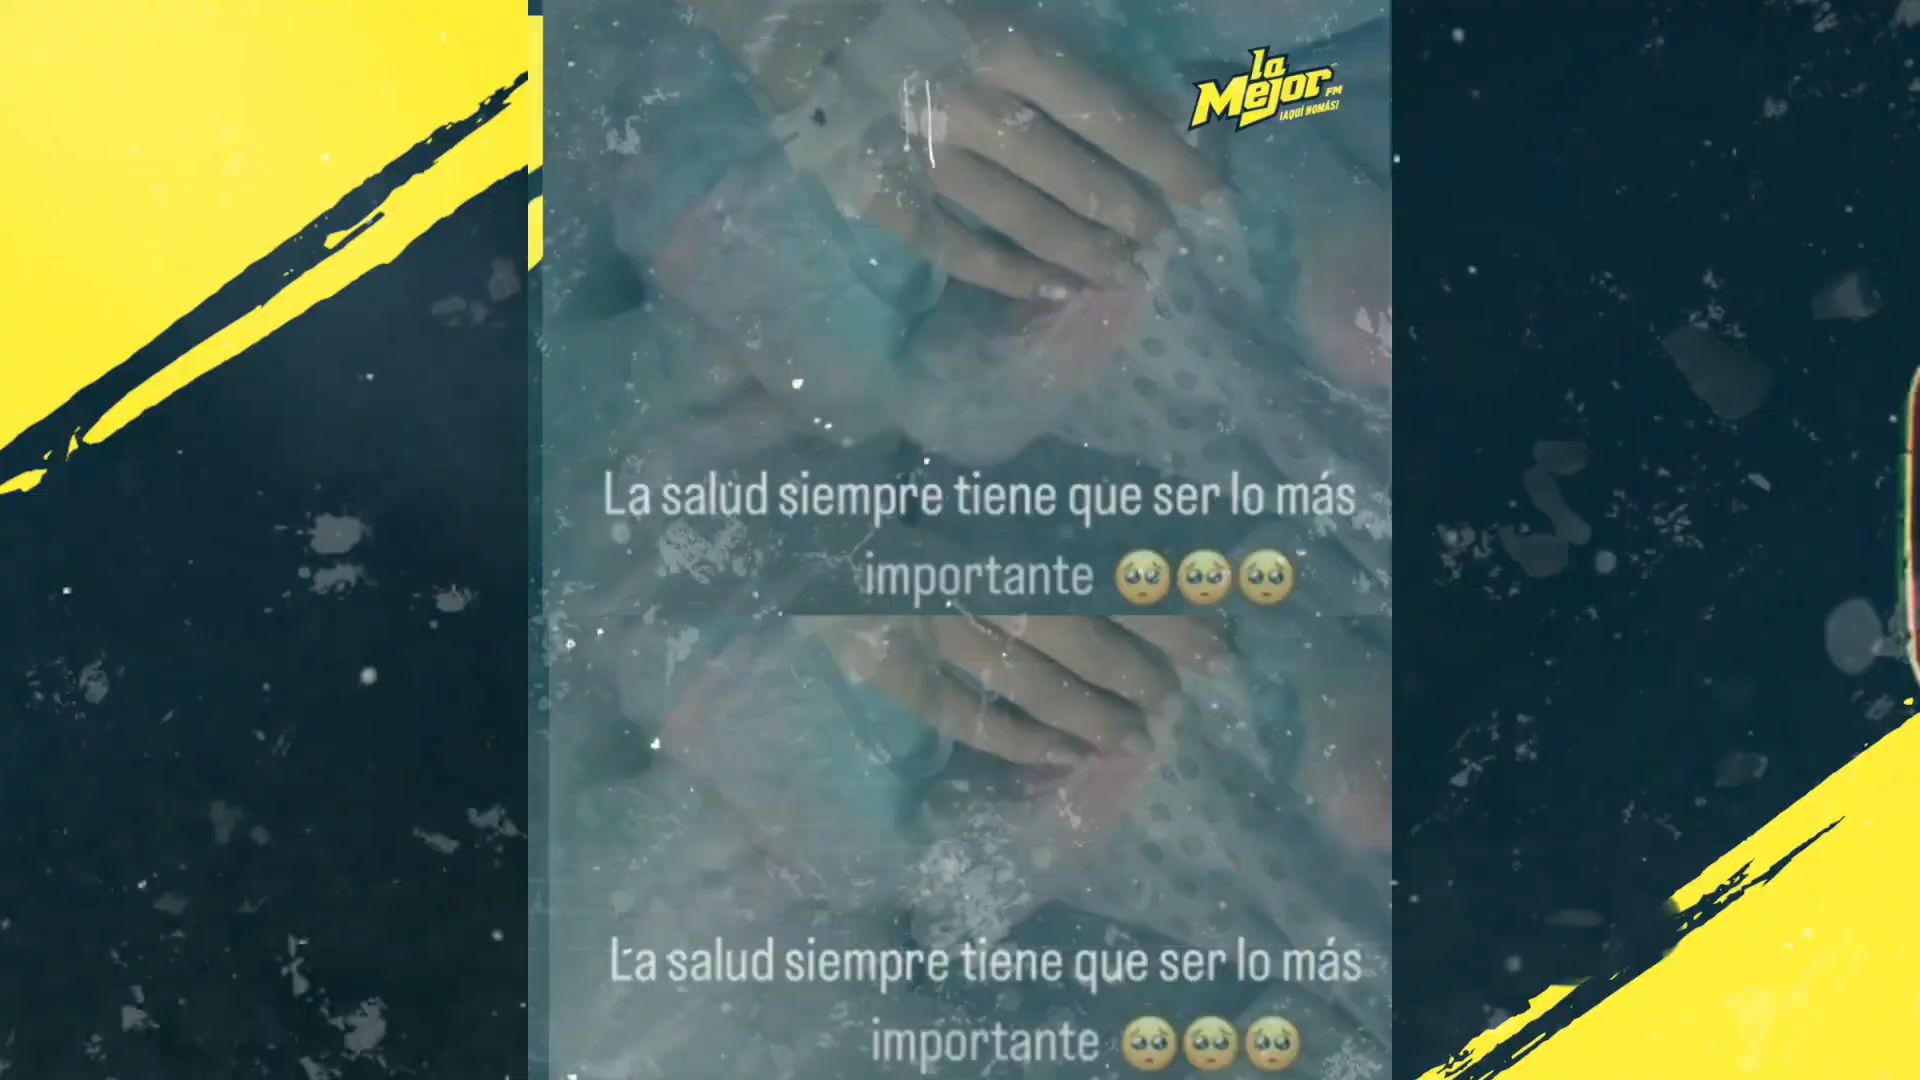 la
Mejor FM
¡AQUÍ NOMÁS!
La salud siempre tiene que ser lo más
importante 🥺🥺🥺
La salud siempre tiene que ser lo más
importante 🥺🥺🥺